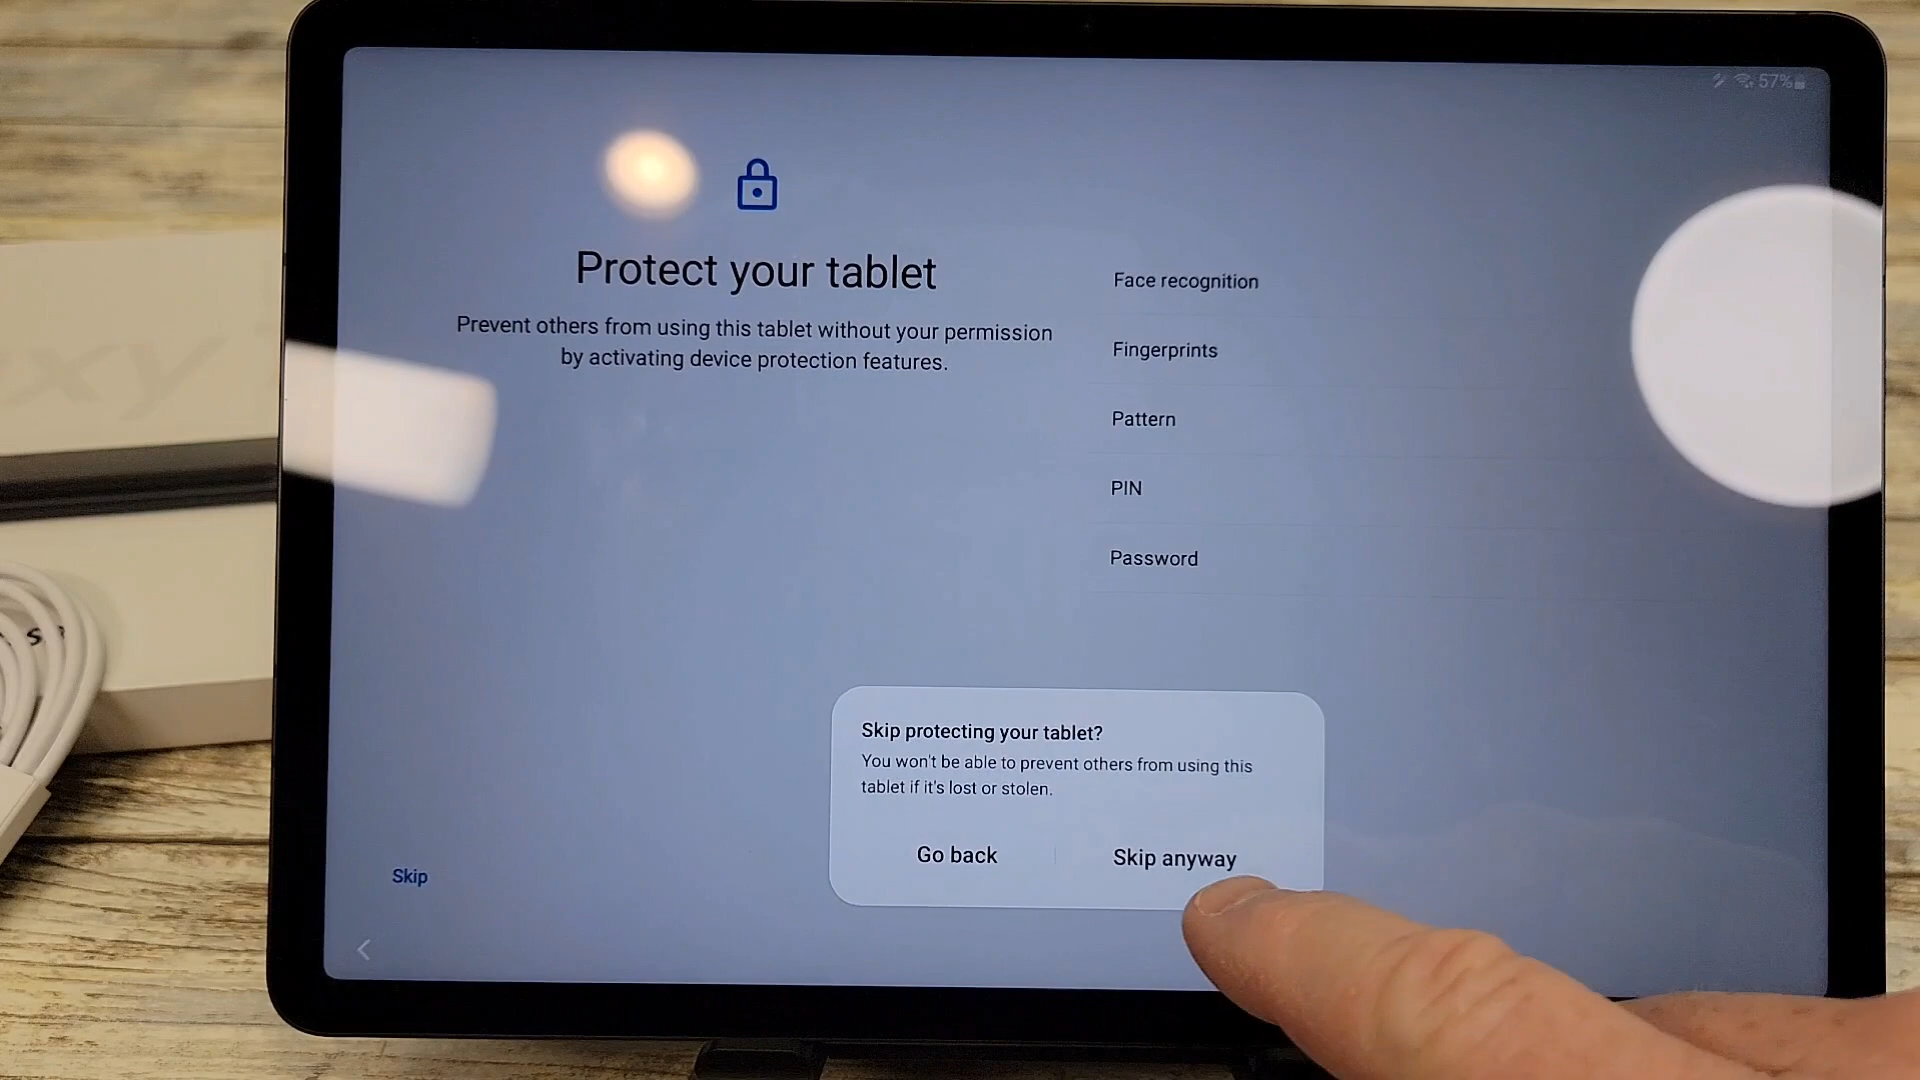 57%
Protect your tablet
Prevent others from using this tablet without your permission
by activating device protection features.
Face recognition
Fingerprints
Pattern
PIN
Password
Skip protecting your tablet?
You won't be able to prevent others from using this
tablet if it's lost or stolen.
Go back
Skip anyway
Skip